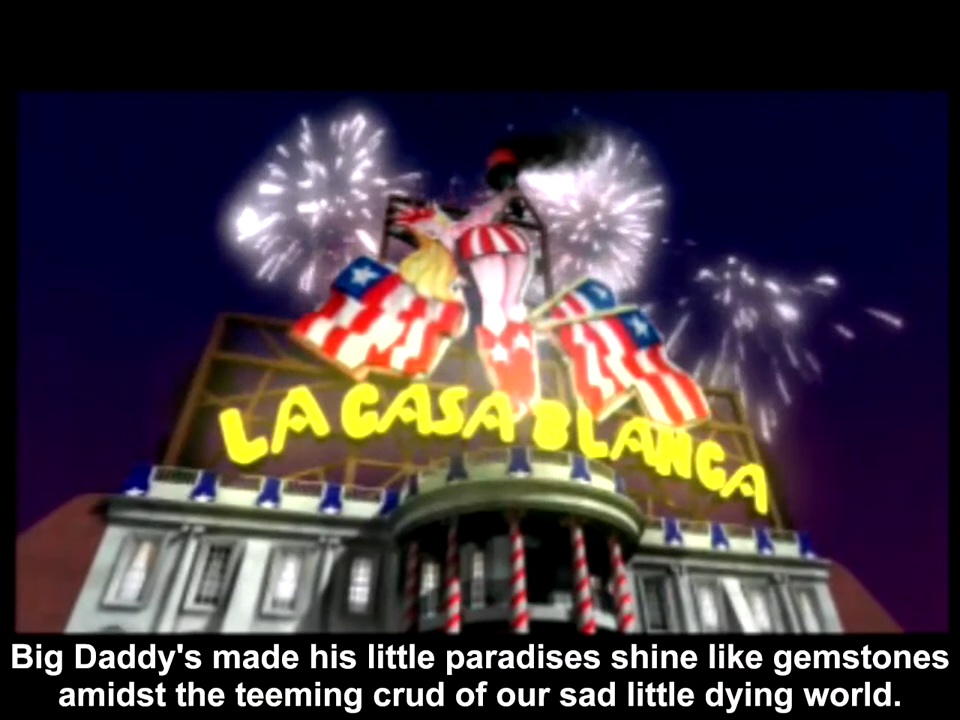 LA CASA BLANCA
Big Daddy's made his little paradises shine like gemstones
amidst the teeming crud of our sad little dying world.